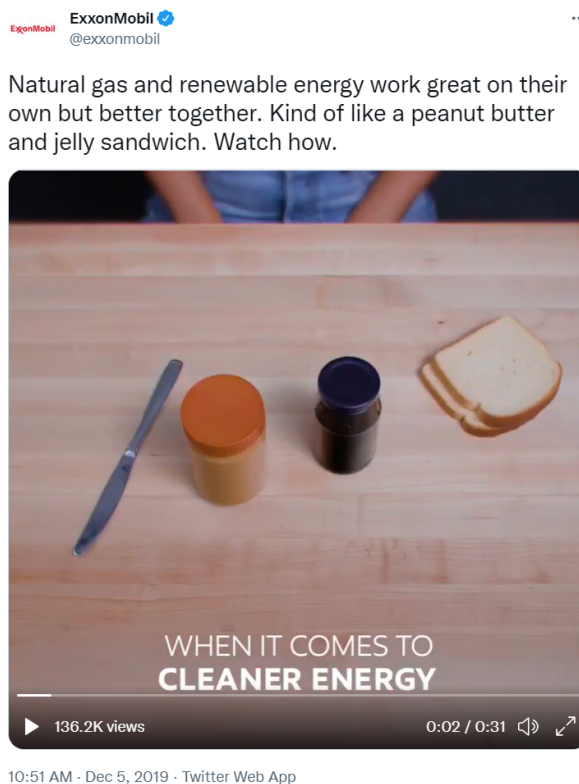 ExxonMobil
ExxonMobil
@exxonmobil
Natural gas and renewable energy work great on their
own but better together. Kind of like a peanut butter
and jelly sandwich. Watch how.
WHEN IT COMES TO
CLEANER ENERGY
136.2K views
0:02 / 0:31
10:51 AM · Dec 5, 2019 · Twitter Web App